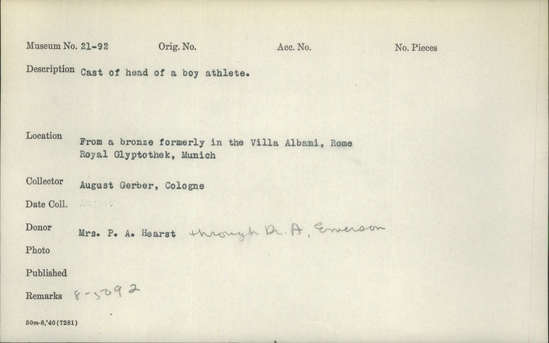 Museum No. 21-92 Orig. No. Acc. No. No. Pieces
Description Cast of head of a boy athlete.
Location From a bronze formerly in the Villa Albani, Rome
Royal Glyptothek, Munich
Collector August Gerber, Cologne
Date Coll.
Donor Mrs. P. A. Hearst through Dr. A. Emerson
Photo
Published
Remarks 8-5092
50m-8,'40(7281)